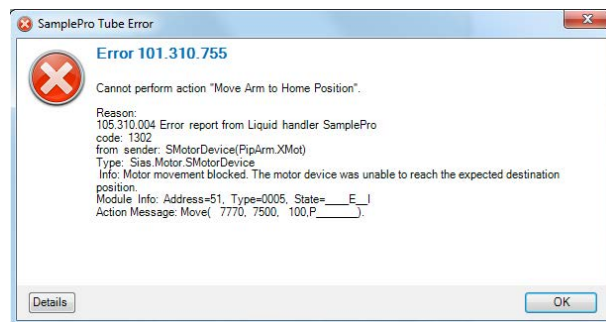 SamplePro Tube Error
Error 101.310.755
Cannot perform action "Move Arm to Home Position".
Reason:
105.310.004 Error report from Liquid handler SamplePro
code: 1302
from sender: SMotorDevice(PipArm.XMot)
Type: Sias.Motor.SMotorDevice
Info: Motor movement blocked. The motor device was unable to reach the expected destination
position.
Module Info: Address=51, Type=0005, State=____E__I
Action Message: Move( 7770, 7500, 100,P_______).
Details
OK